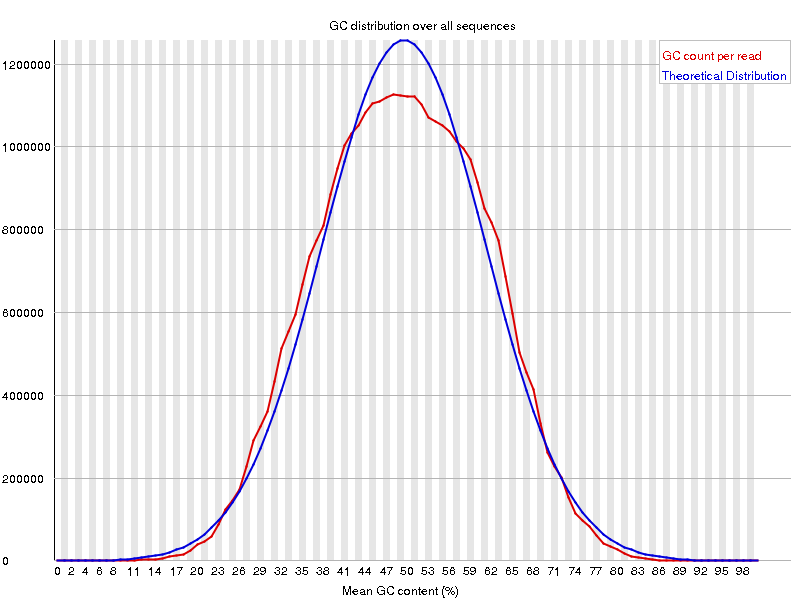 GC distribution over all sequences
GC count per read
Theoretical Distribution
1200000
1000000
800000
600000
400000
200000
0
0 2 4 6 8 11 14 17 20 23 26 29 32 35 38 41 44 47 50 53 56 59 62 65 68 71 74 77 80 83 86 89 92 95 98
Mean GC content (%)